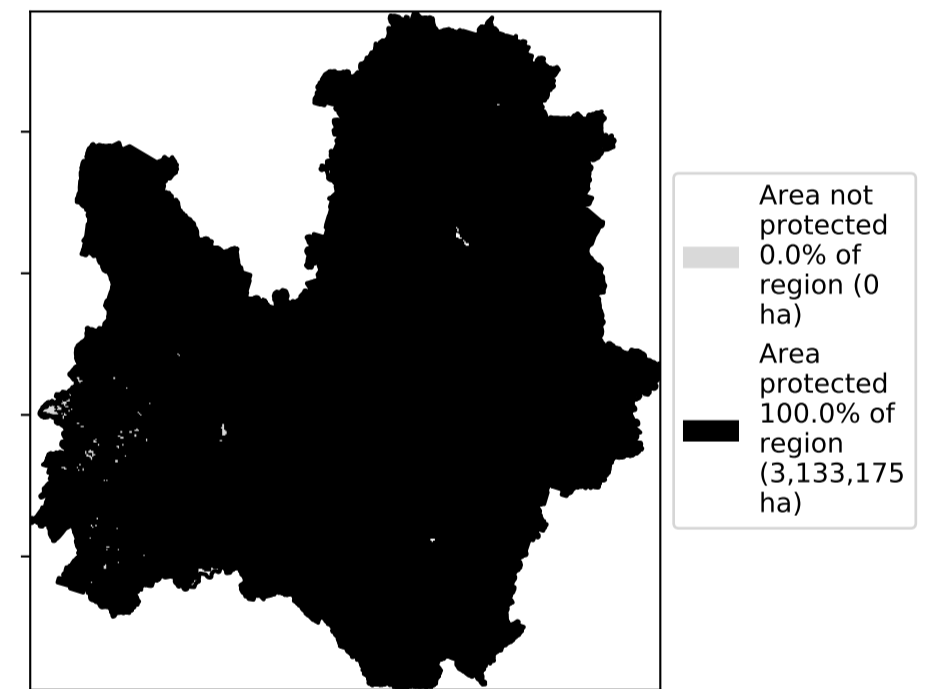 Area not
protected
0.0% of
region (0
ha)
Area
protected
100.0% of
region
(3,133,175
ha)